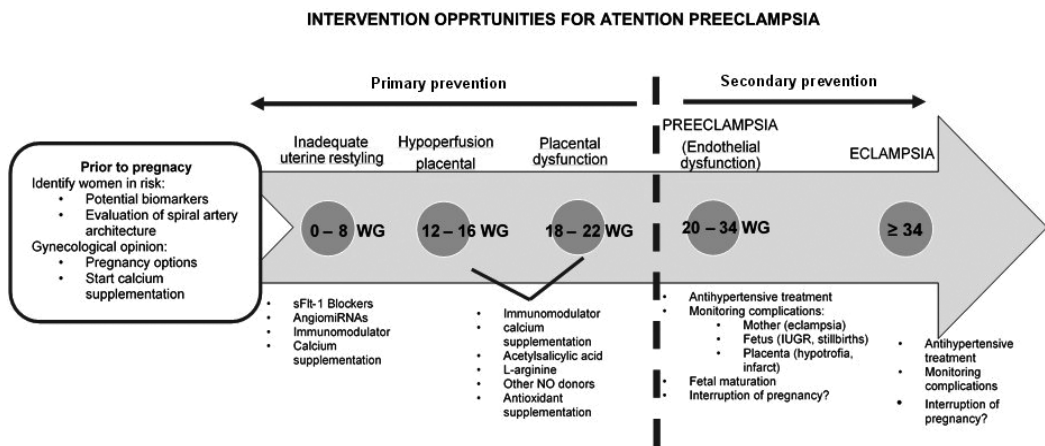 INTERVENTION OPPRTUNITIES FOR ATENTION PREECLAMPSIA
Primary prevention
Secondary prevention
Prior to pregnacy
Identify women in risk:
• Potential biomarkers
• Evaluation of spiral artery
architecture
Gynecological opinion:
• Pregnancy options
• Start calcium
supplementation
Inadequate
uterine restyling
0 – 8 WG
• sFlt-1 Blockers
• AngiomiRNAs
• Immunomodulator
• Calcium
supplementation
Hypoperfusion
placental
12 – 16 WG
Placental
dysfunction
18 – 22 WG
• Immunomodulator
• calcium
supplementation
• Acetylsalicylic acid
• L-arginine
• Other NO donors
• Antioxidant
supplementation
PREECLAMPSIA
(Endothelial
dysfunction)
20 – 34 WG
• Antihypertensive treatment
• Monitoring complications:
• Mother (eclampsia)
• Fetus (IUGR, stillbirths)
• Placenta (hypotrofia,
infarct)
• Fetal maturation
• Interruption of pregnancy?
ECLAMPSIA
≥ 34
• Antihypertensive
treatment
• Monitoring
complications
• Interruption of
pregnancy?